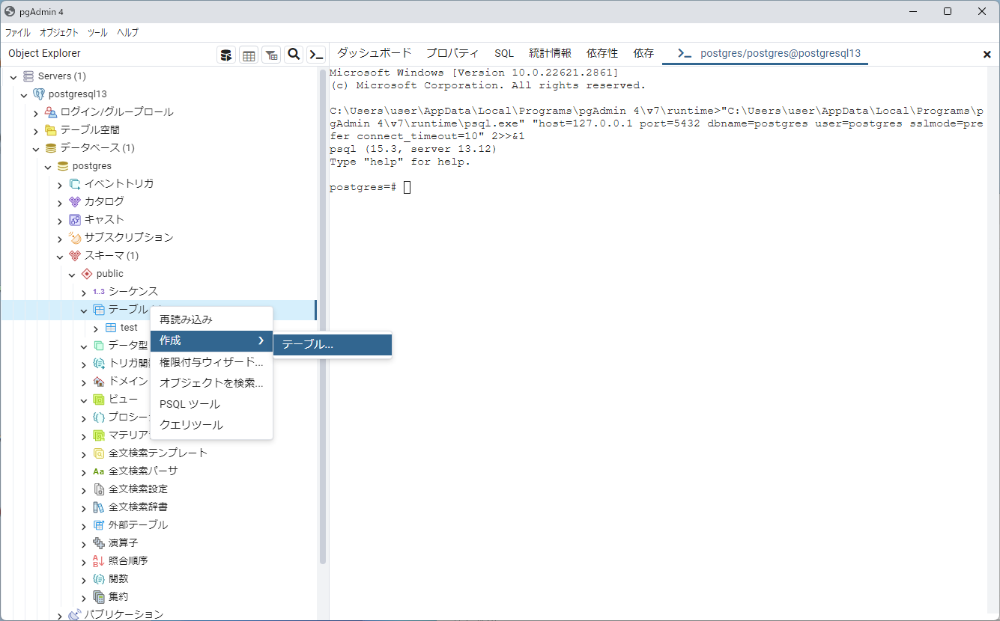 pgAdmin 4
ファイル オブジェクト ツール ヘルプ
Object Explorer
ダッシュボード プロパティ SQL 統計情報 依存性 依存 postgres/postgres@postgresql13
Servers (1)
postgresql13
ログイン/グループロール
テーブル空間
データベース (1)
postgres
イベントトリガ
カタログ
キャスト
サブスクリプション
スキーマ (1)
public
1..3 シーケンス
テーブル
test
データ型
トリガ関
ドメイン
ビュー
プロシー
マテリア
全文検索テンプレート
Aa 全文検索パーサ
全文検索設定
全文検索辞書
外部テーブル
演算子
照合順序
関数
集約
パブリケーション
再読み込み
作成
テーブル...
権限付与ウィザード...
オブジェクトを検索...
PSQL ツール
クエリツール
Microsoft Windows [Version 10.0.22621.2861]
(c) Microsoft Corporation. All rights reserved.
C:\Users\user\AppData\Local\Programs\pgAdmin 4\v7\runtime>"C:\Users\user\AppData\Local\Programs\p
gAdmin 4\v7\runtime\psql.exe" "host=127.0.0.1 port=5432 dbname=postgres user=postgres sslmode=pre
fer connect_timeout=10" 2>>&1
psql (15.3, server 13.12)
Type "help" for help.
postgres=#